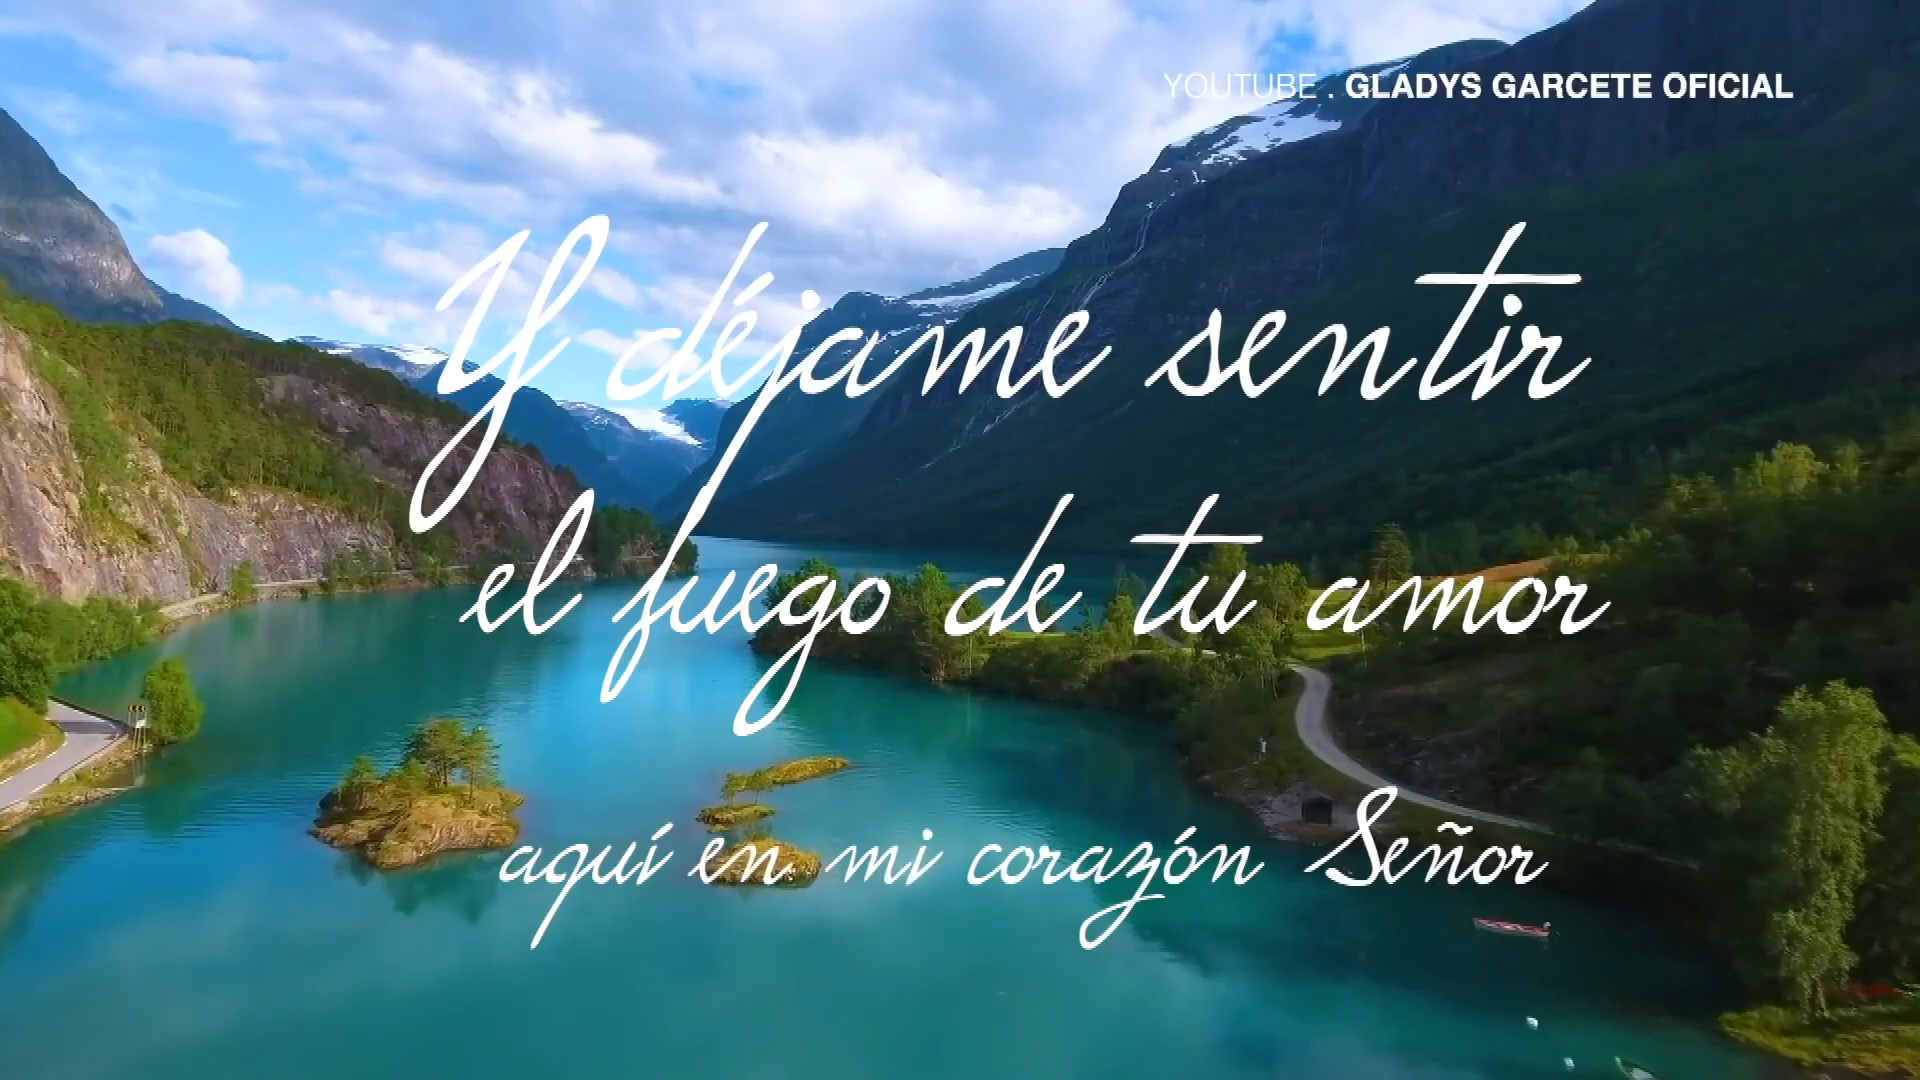 YOUTUBE . GLADYS GARCETE OFICIAL
Y déjame sentir
el fuego de tu amor
aquí en mi corazón Señor